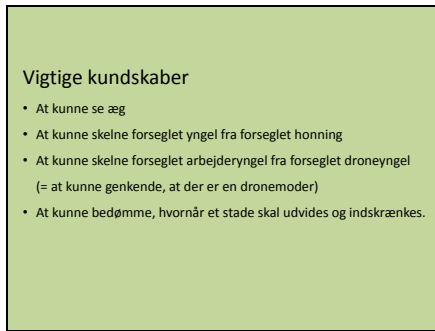 Vigtige kundskaber
• At kunne se æg
• At kunne skelne forseglet yngel fra forseglet honning
• At kunne skelne forseglet arbejderyngel fra forseglet droneyngel
(= at kunne genkende, at der er en dronemoder)
• At kunne bedømme, hvornår et stade skal udvides og indskrænkes.